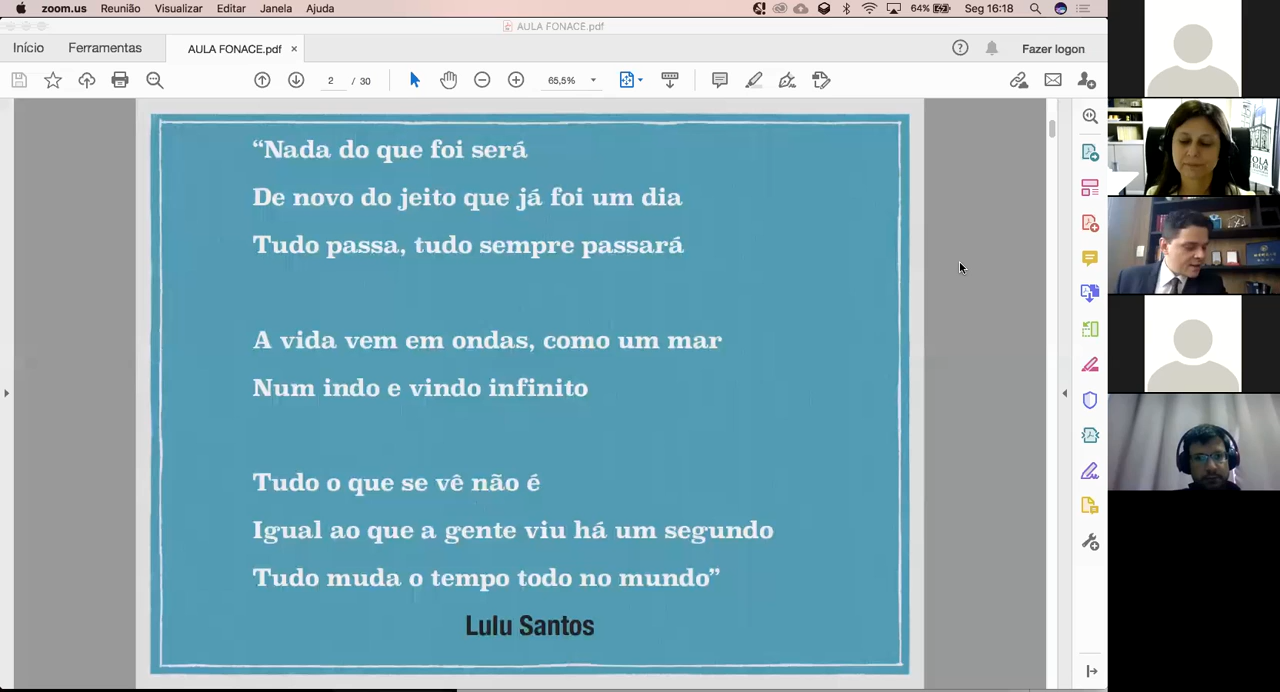 zoom.us Reunião Visualizar Editar Janela Ajuda 64% Seg 16:18
AULA FONACE.pdf
Início Ferramentas AULA FONACE.pdf × Fazer logon
2 / 30 65,5%
“Nada do que foi será
De novo do jeito que já foi um dia
Tudo passa, tudo sempre passará
A vida vem em ondas, como um mar
Num indo e vindo infinito
Tudo o que se vê não é
Igual ao que a gente viu há um segundo
Tudo muda o tempo todo no mundo”
Lulu Santos